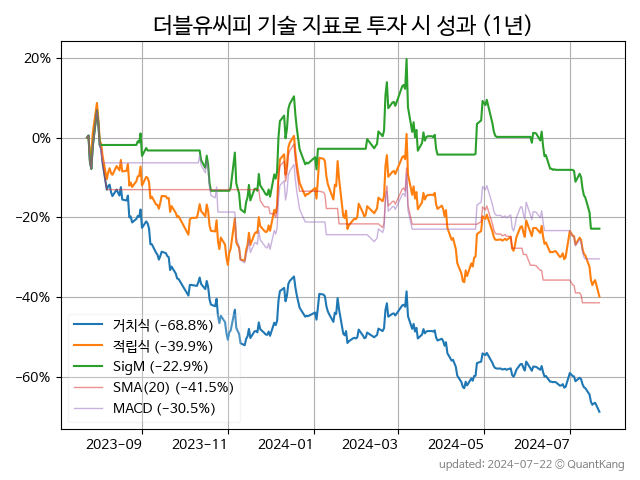 더블유씨피 기술 지표로 투자 시 성과 (1년)
20%
0%
−20%
−40%
−60%
거치식 (−68.8%)
적립식 (−39.9%)
SigM (−22.9%)
SMA(20) (−41.5%)
MACD (−30.5%)
2023-09 2023-11 2024-01 2024-03 2024-05 2024-07
updated: 2024-07-22 © QuantKang